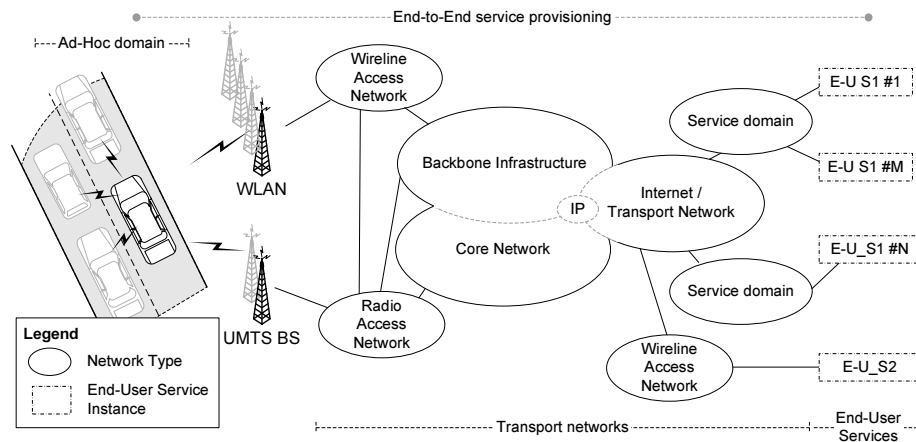 End-to-End service provisioning
Ad-Hoc domain
Wireline
Access
Network
E-U S1 #1
Service domain
Backbone Infrastructure
E-U S1 #M
WLAN
Internet /
Transport Network
IP
Core Network
E-U_S1 #N
Service domain
Radio
Access
Network
UMTS BS
Legend
Network Type
End-User Service
Instance
Wireline
Access
Network
E-U_S2
Transport networks
End-User
Services